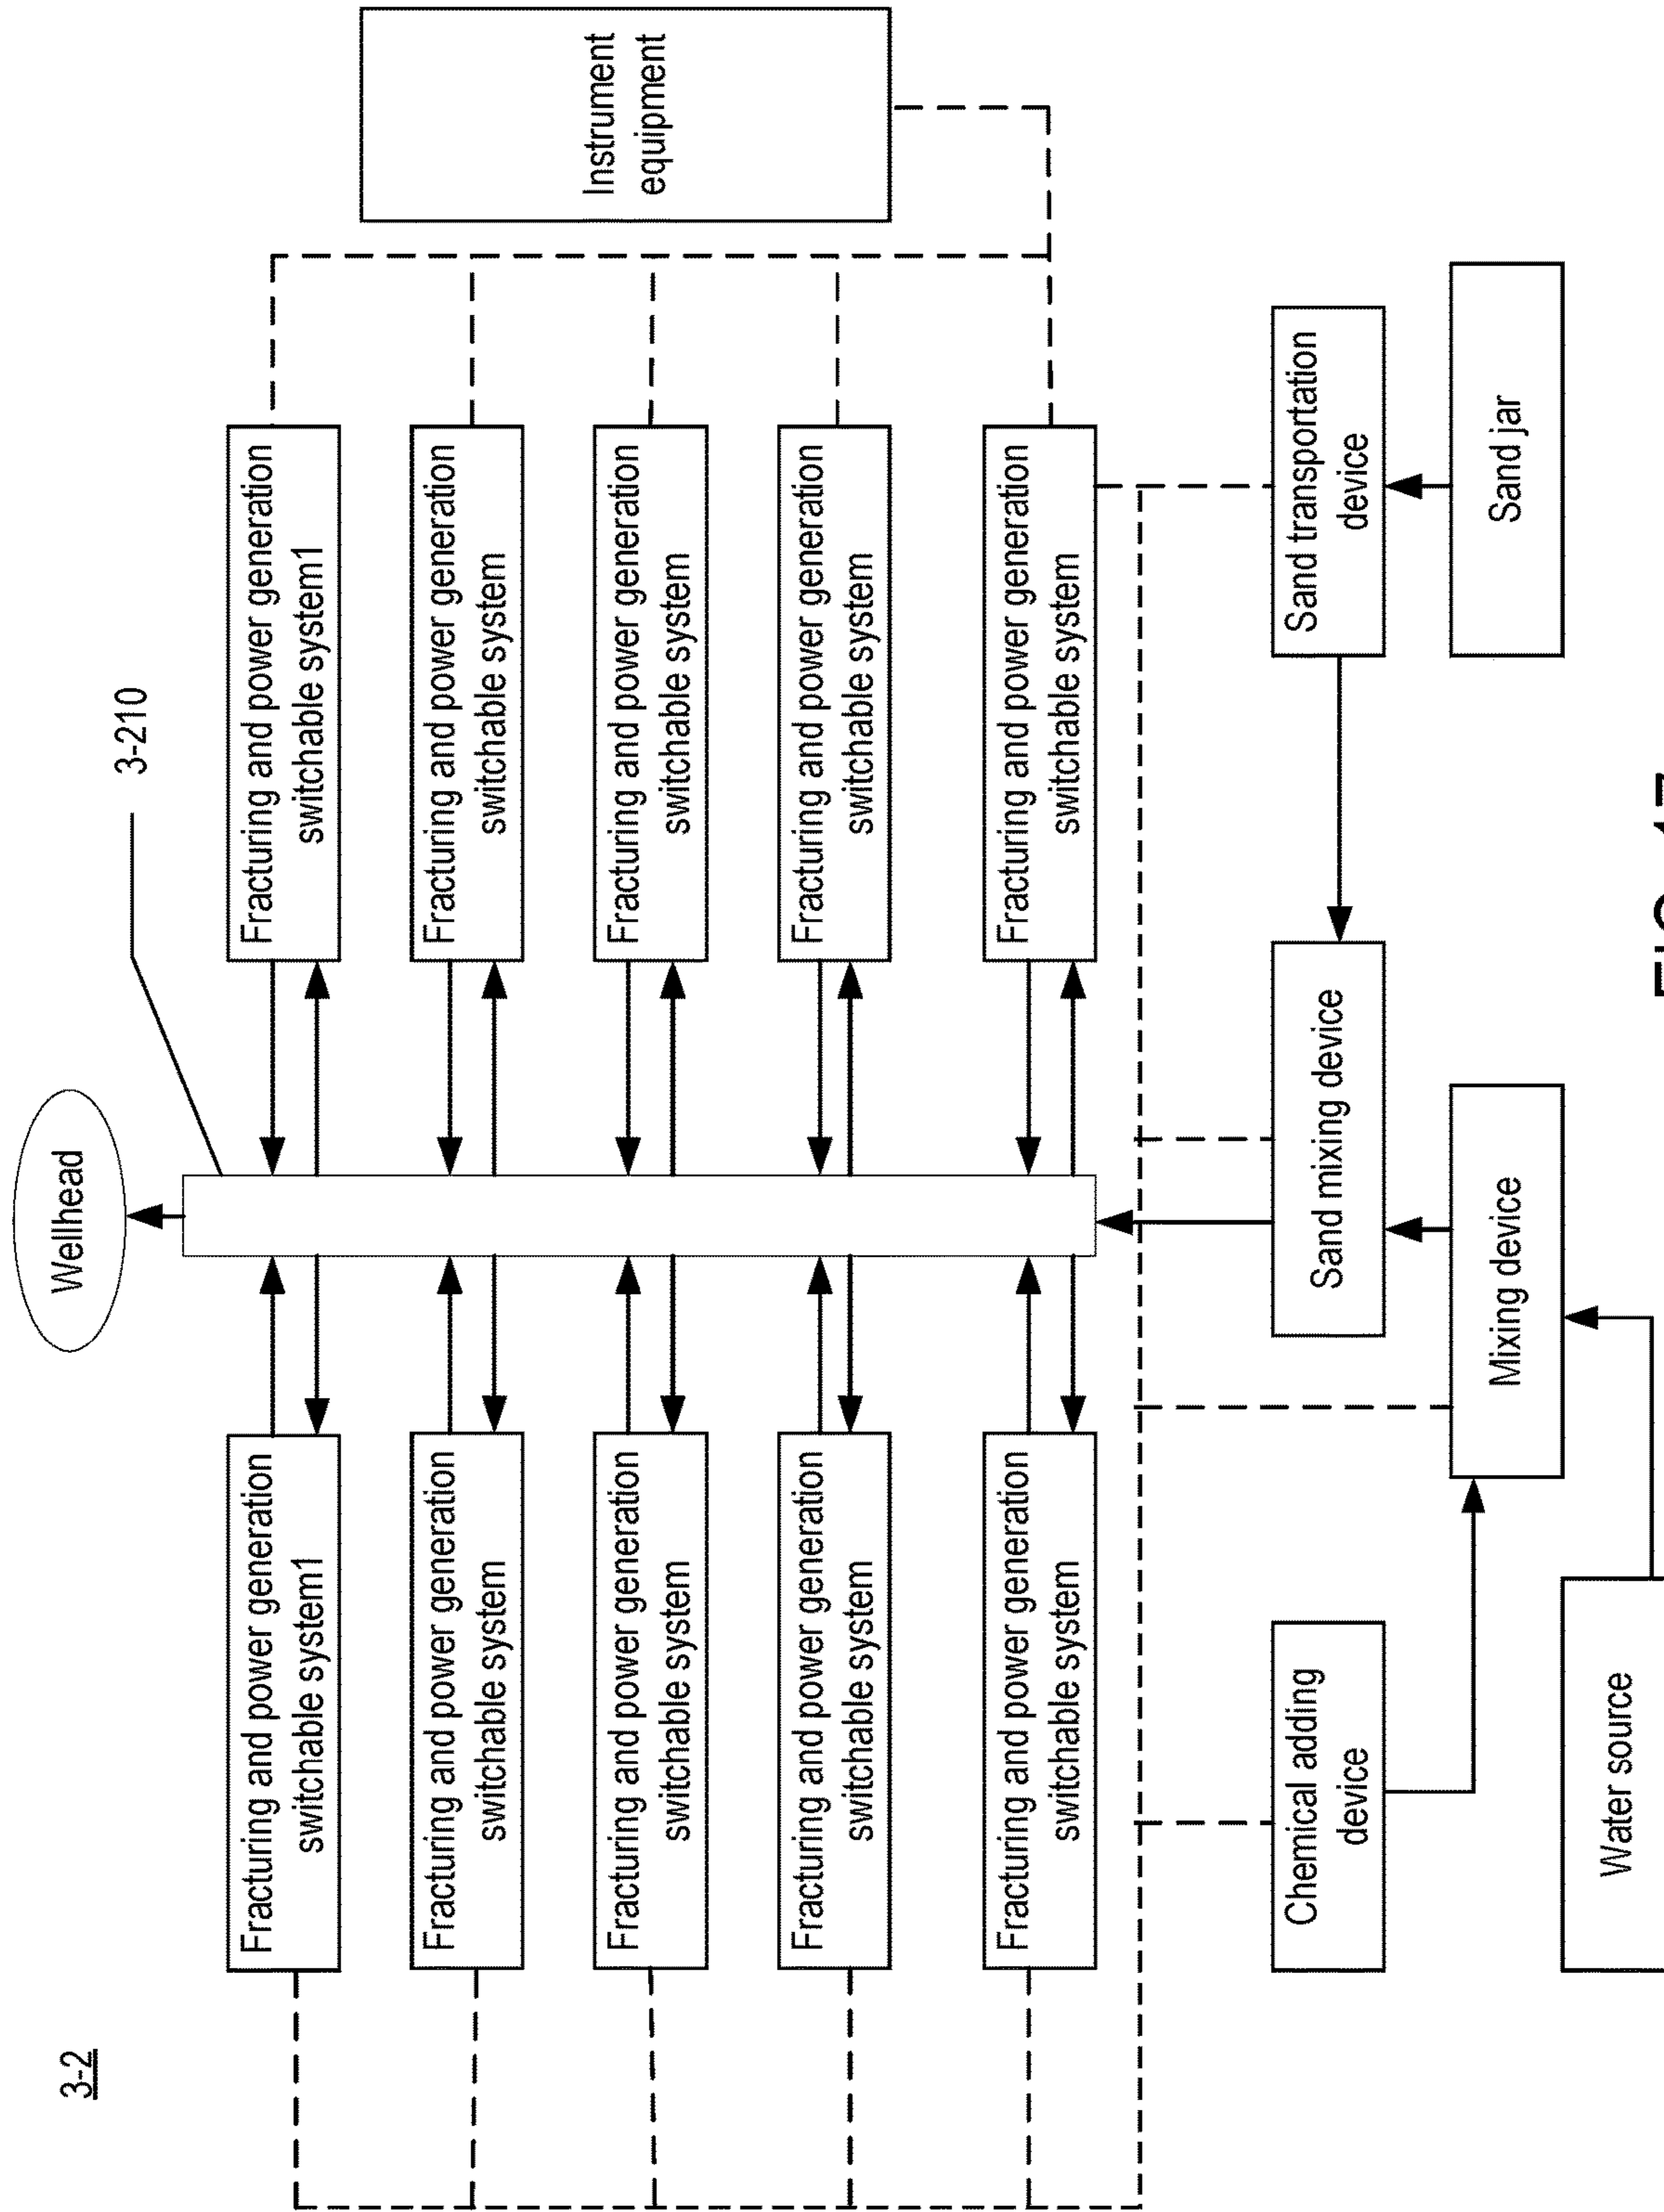 3-2
Wellhead
3-210
Fracturing and power generation
switchable system1
Fracturing and power generation
switchable system1
Fracturing and power generation
switchable system
Fracturing and power generation
switchable system
Fracturing and power generation
switchable system
Fracturing and power generation
switchable system
Instrument
equipment
Fracturing and power generation
switchable system
Fracturing and power generation
switchable system
Fracturing and power generation
switchable system
Fracturing and power generation
switchable system
Chemical adding
device
Sand mixing device
Sand transportation
device
Mixing device
Sand jar
Water source